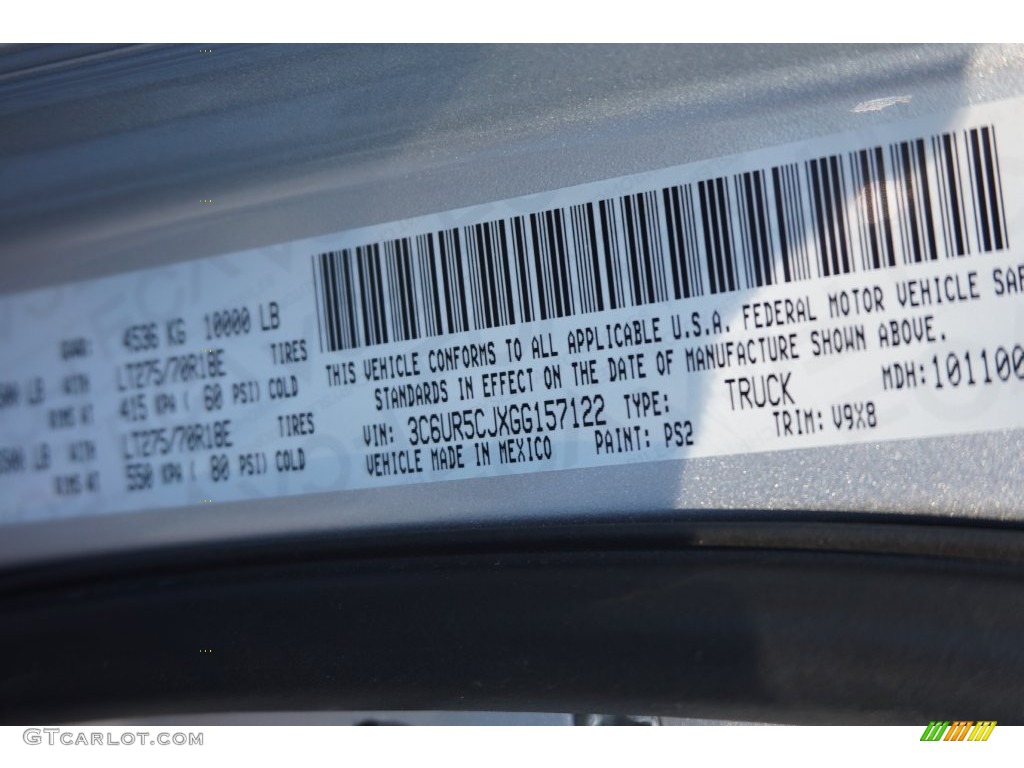 4536 KG 10000 LB
LT275/70R18E TIRES
415 KPA ( 60 PSI) COLD
LT275/70R18E TIRES
550 KPA ( 80 PSI) COLD
THIS VEHICLE CONFORMS TO ALL APPLICABLE U.S.A. FEDERAL MOTOR VEHICLE SAF
STANDARDS IN EFFECT ON THE DATE OF MANUFACTURE SHOWN ABOVE.
VIN: 3C6UR5CJXGG157122 TYPE: TRUCK MDH: 101100
VEHICLE MADE IN MEXICO PAINT: PS2 TRIM: V9X8
GTCARLOT.COM